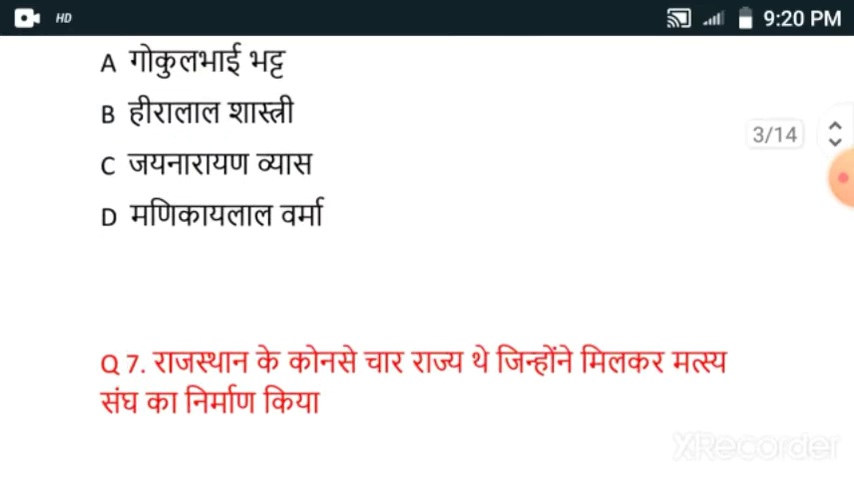 HD 9:20 PM
A गोकुलभाई भट्ट
B हीरालाल शास्त्री
3/14
C जयनारायण व्यास
D मणिकायलाल वर्मा
Q 7. राजस्थान के कोनसे चार राज्य थे जिन्होंने मिलकर मत्स्य
संघ का निर्माण किया
XRecorder